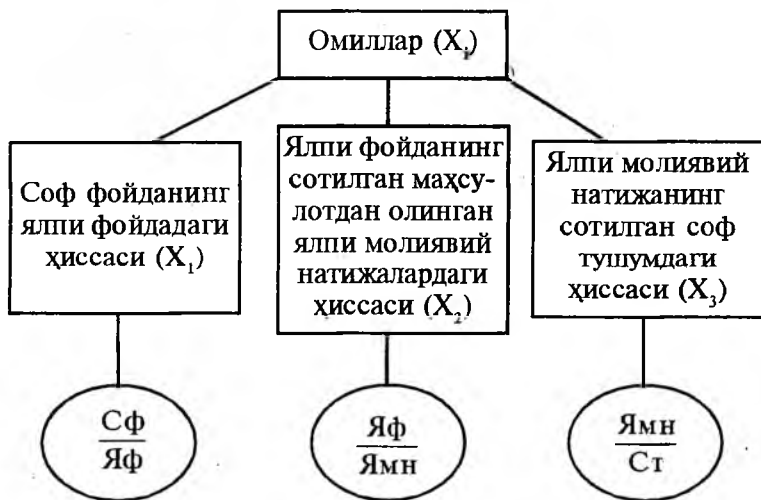 Омиллар (X_i)
Соф фойданинг
ялпи фойдадаги
ҳиссаси (X₁)
Ялпи фойданинг
сотилган маҳсу-
лотдан олинган
ялпи молиявий
натижалардаги
ҳиссаси (X₂)
Ялпи молиявий
натижанинг
сотилган соф
тушумдаги
ҳиссаси (X₃)
Сф
Яф
Яф
Ямн
Ямн
Ст